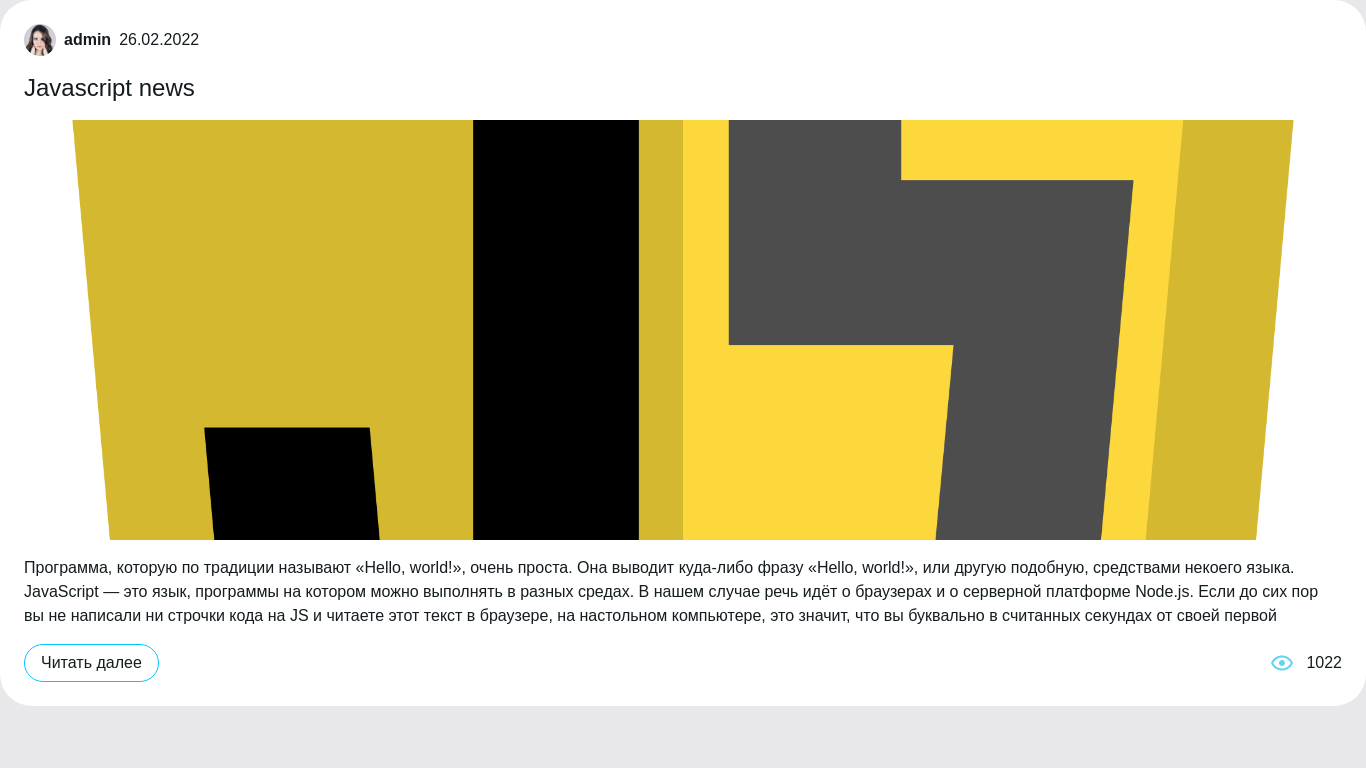 admin 26.02.2022
Javascript news
Программа, которую по традиции называют «Hello, world!», очень проста. Она выводит куда-либо фразу «Hello, world!», или другую подобную, средствами некоего языка.
JavaScript — это язык, программы на котором можно выполнять в разных средах. В нашем случае речь идёт о браузерах и о серверной платформе Node.js. Если до сих пор
вы не написали ни строчки кода на JS и читаете этот текст в браузере, на настольном компьютере, это значит, что вы буквально в считанных секундах от своей первой
Читать далее 1022